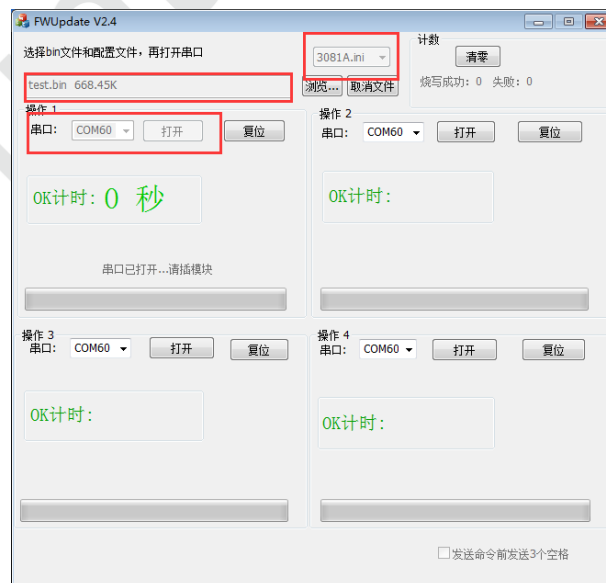 FWUpdate V2.4
选择bin文件和配置文件，再打开串口
3081A.ini
计数
清零
test.bin 668.45K
浏览... 取消文件
烧写成功: 0 失败: 0
操作 1
串口: COM60 打开 复位
OK计时: 0 秒
串口已打开...请插模块
操作 2
串口: COM60 打开 复位
OK计时:
操作 3
串口: COM60 打开 复位
OK计时:
操作 4
串口: COM60 打开 复位
OK计时:
发送命令前发送3个空格